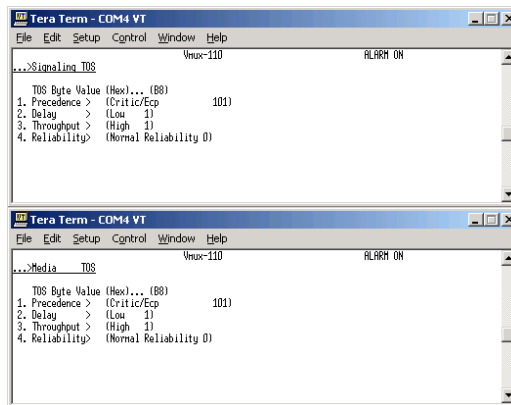 Tera Term - COM4 VT
File Edit Setup Control Window Help
Vmux-110 ALARM ON
...>Signaling TOS
TOS Byte Value (Hex)... (B8)
1. Precedence > (Critic/Ecp 101)
2. Delay > (Low 1)
3. Throughput > (High 1)
4. Reliability> (Normal Reliability 0)
Tera Term - COM4 VT
File Edit Setup Control Window Help
Vmux-110 ALARM ON
...>Media TOS
TOS Byte Value (Hex)... (B8)
1. Precedence > (Critic/Ecp 101)
2. Delay > (Low 1)
3. Throughput > (High 1)
4. Reliability> (Normal Reliability 0)